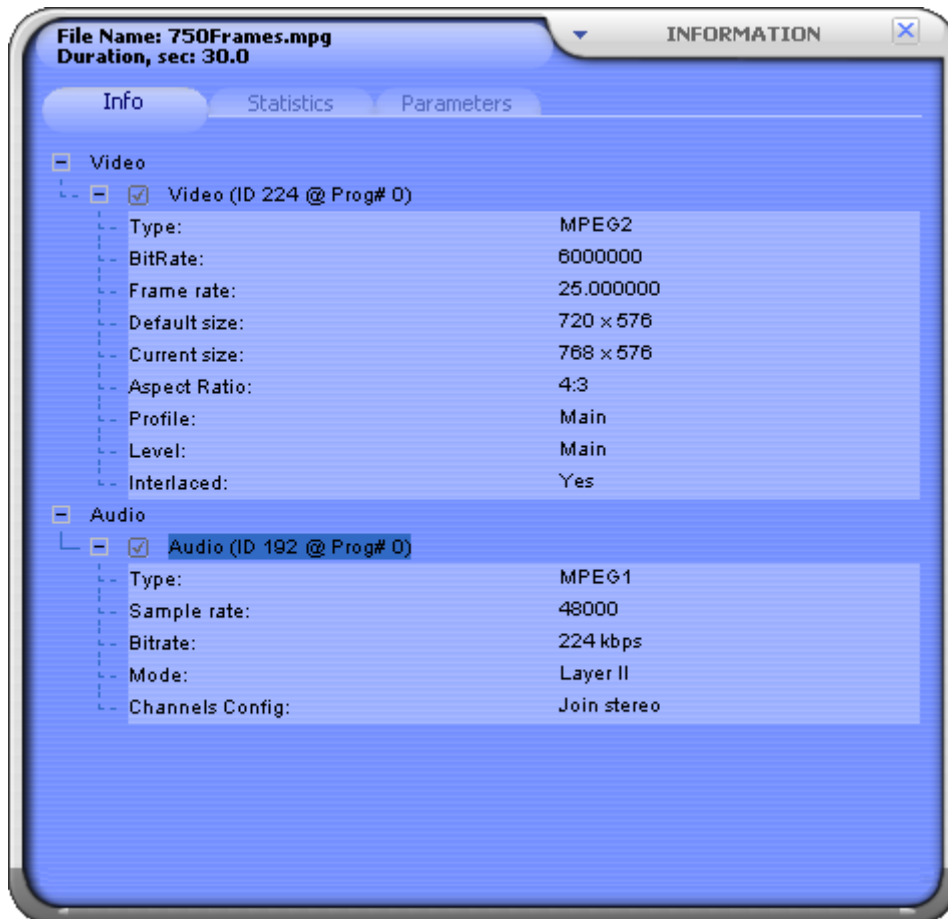 File Name: 750Frames.mpg
Duration, sec: 30.0
INFORMATION
Info Statistics Parameters
Video
Video (ID 224 @ Prog# 0)
Type: MPEG2
BitRate: 6000000
Frame rate: 25.000000
Default size: 720 x 576
Current size: 768 x 576
Aspect Ratio: 4:3
Profile: Main
Level: Main
Interlaced: Yes
Audio
Audio (ID 192 @ Prog# 0)
Type: MPEG1
Sample rate: 48000
Bitrate: 224 kbps
Mode: Layer II
Channels Config: Join stereo